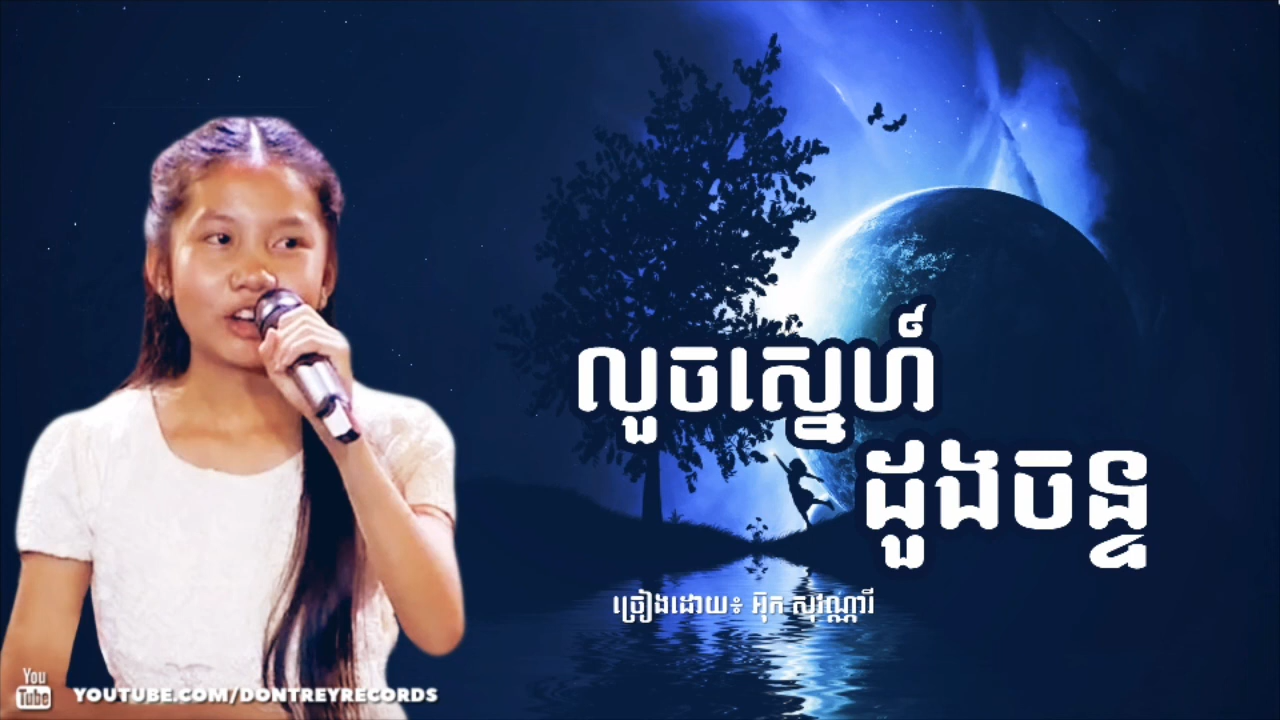 លួចស្នេហ៍
ដួងចន្ទ
ច្រៀងដោយ៖ អ៊ុក សុវណ្ណារី
You
Tube
YOUTUBE.COM/DONTREYRECORDS